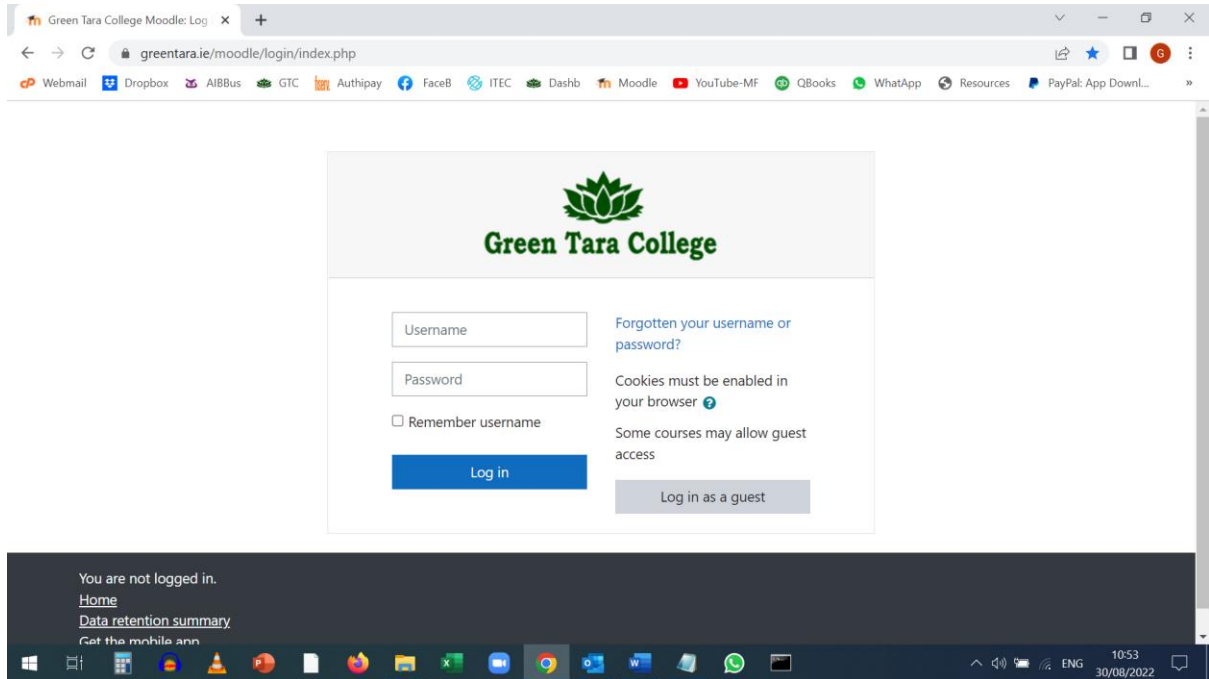 Green Tara College Moodle: Log
greentara.ie/moodle/login/index.php
G
cP Webmail Dropbox AIBBus GTC Authipay FaceB ITEC Dashb Moodle YouTube-MF QBooks WhatApp Resources PayPal: App Downl... »
Green Tara College
Username
Password
Remember username
Log in
Forgotten your username or
password?
Cookies must be enabled in
your browser ?
Some courses may allow guest
access
Log in as a guest
You are not logged in.
Home
Data retention summary
Get the mobile app
ENG
10:53
30/08/2022